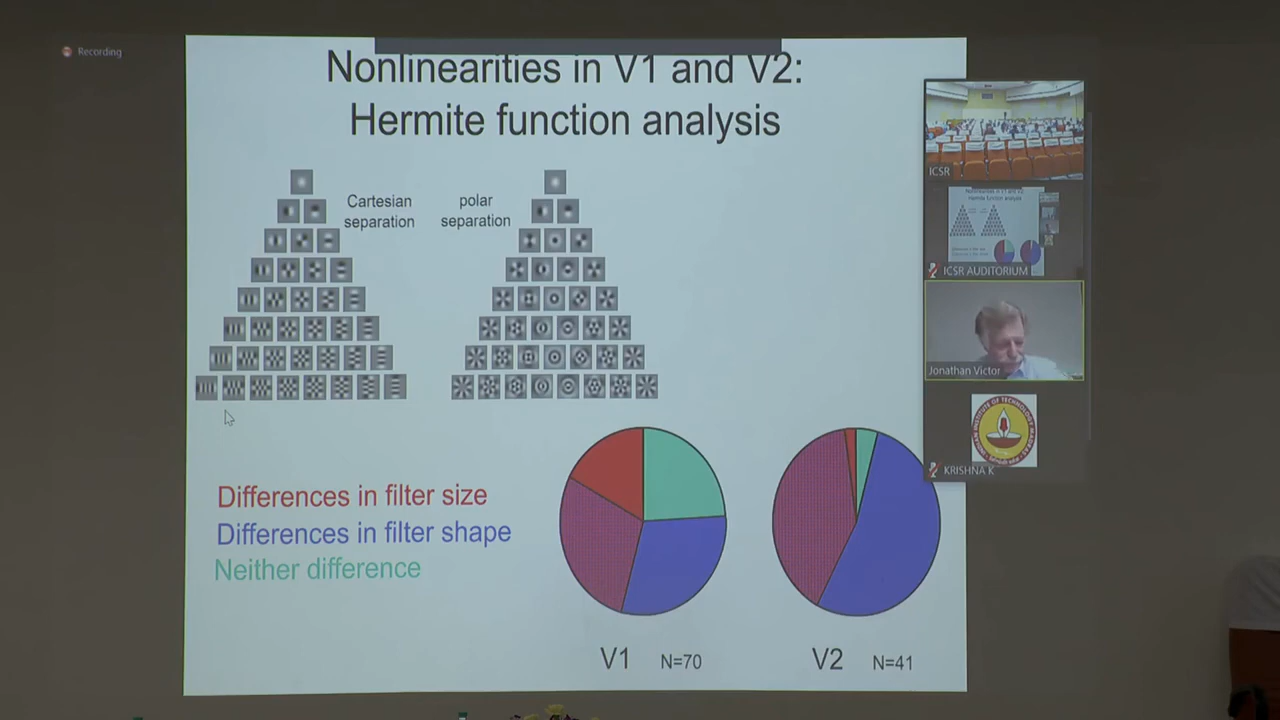 Recording
Nonlinearities in V1 and V2:
Hermite function analysis
Cartesian
separation
polar
separation
Differences in filter size
Differences in filter shape
Neither difference
V1 N=70
V2 N=41
ICSR
ICSR AUDITORIUM
Jonathan Victor
KRISHNA K